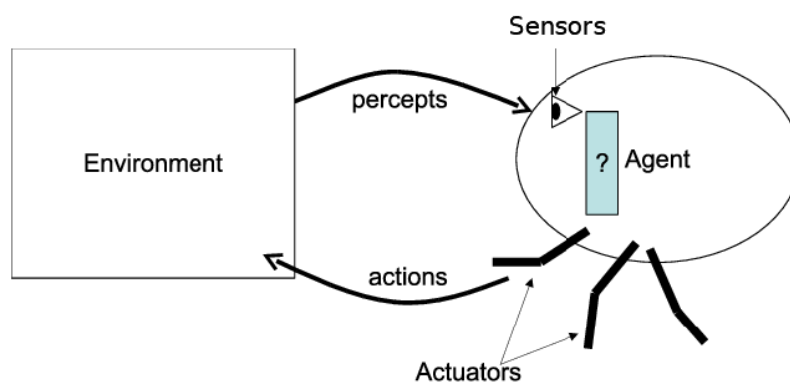 Sensors
percepts
Environment
?
Agent
actions
Actuators